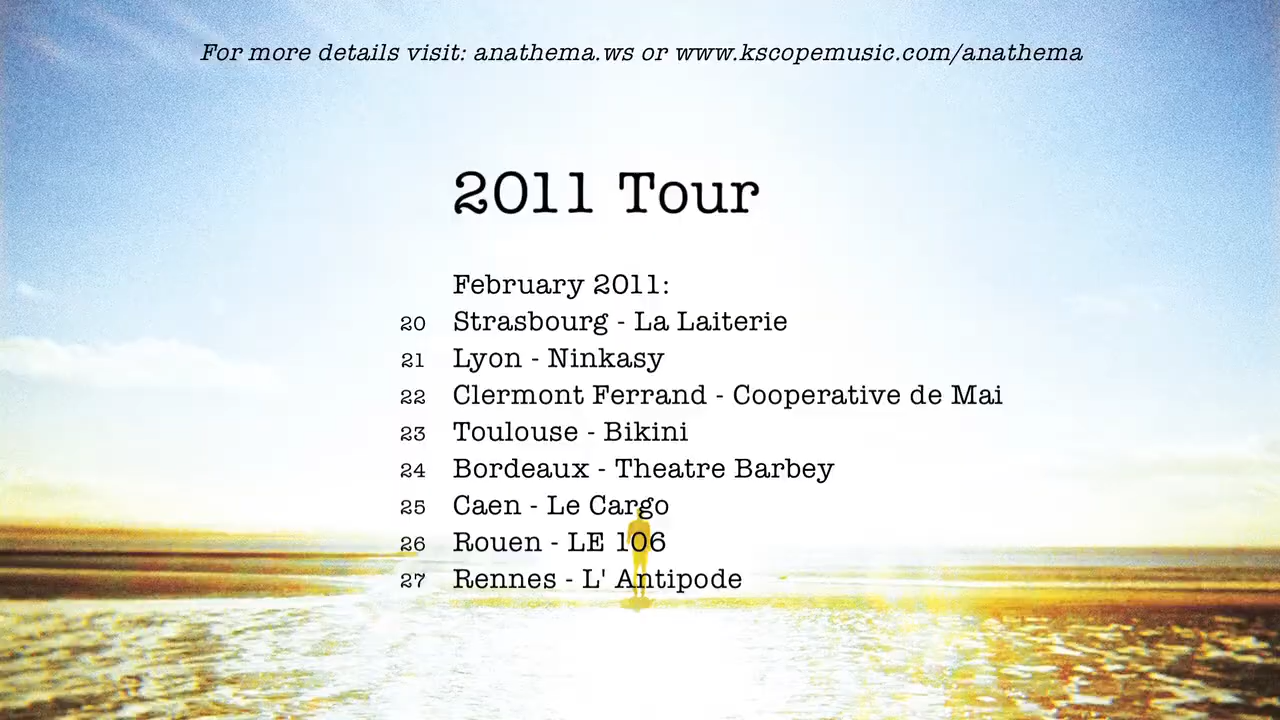 For more details visit: anathema.ws or www.kscopemusic.com/anathema
2011 Tour
February 2011:
20 Strasbourg - La Laiterie
21 Lyon - Ninkasy
22 Clermont Ferrand - Cooperative de Mai
23 Toulouse - Bikini
24 Bordeaux - Theatre Barbey
25 Caen - Le Cargo
26 Rouen - LE 106
27 Rennes - L' Antipode